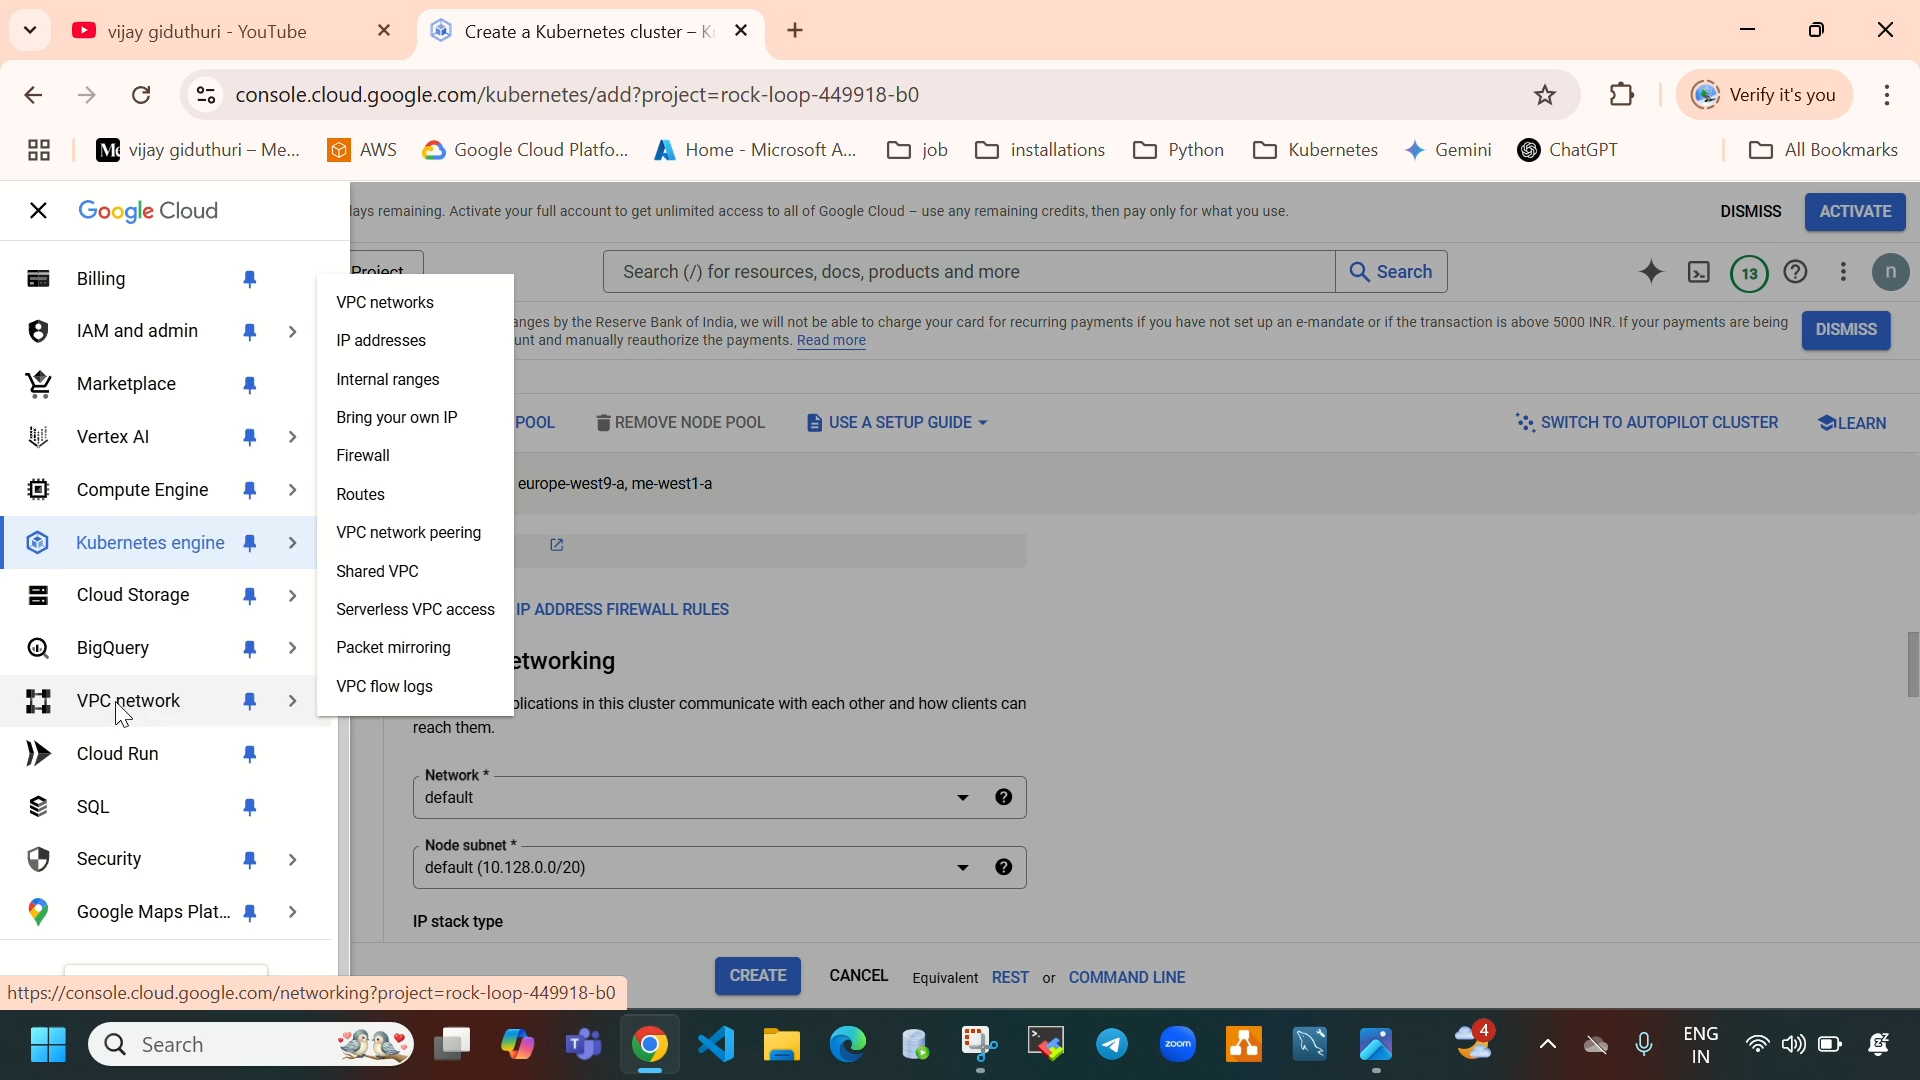 vijay giduthuri - YouTube
Create a Kubernetes cluster – K
console.cloud.google.com/kubernetes/add?project=rock-loop-449918-b0
Verify it's you
vijay giduthuri – Me...
AWS
Google Cloud Platfo...
Home - Microsoft A...
job
installations
Python
Kubernetes
Gemini
ChatGPT
All Bookmarks
Google Cloud
lays remaining. Activate your full account to get unlimited access to all of Google Cloud – use any remaining credits, then pay only for what you use.
DISMISS
ACTIVATE
Project
Search (/) for resources, docs, products and more
Search
13
n
anges by the Reserve Bank of India, we will not be able to charge your card for recurring payments if you have not set up an e-mandate or if the transaction is above 5000 INR. If your payments are being
unt and manually reauthorize the payments. Read more
DISMISS
POOL
REMOVE NODE POOL
USE A SETUP GUIDE
SWITCH TO AUTOPILOT CLUSTER
LEARN
europe-west9-a, me-west1-a
IP ADDRESS FIREWALL RULES
etworking
plications in this cluster communicate with each other and how clients can
reach them.
Network *
default
Node subnet *
default (10.128.0.0/20)
IP stack type
CREATE
CANCEL
Equivalent REST or COMMAND LINE
Billing
IAM and admin
Marketplace
Vertex AI
Compute Engine
Kubernetes engine
Cloud Storage
BigQuery
VPC network
Cloud Run
SQL
Security
Google Maps Plat...
VPC networks
IP addresses
Internal ranges
Bring your own IP
Firewall
Routes
VPC network peering
Shared VPC
Serverless VPC access
Packet mirroring
VPC flow logs
https://console.cloud.google.com/networking?project=rock-loop-449918-b0
Search
zoom
4
ENG
IN